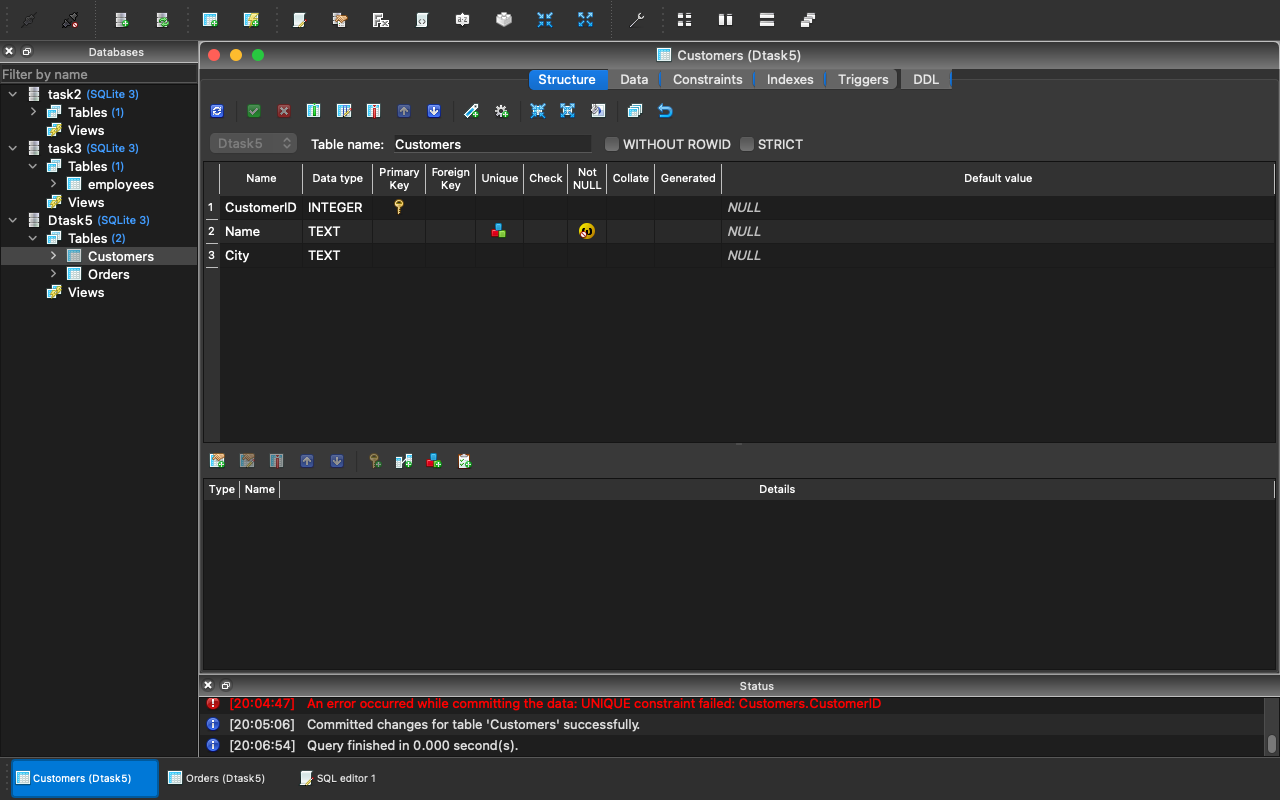 Customers (Dtask5)
Databases
Filter by name
task2 (SQLite 3)
Tables (1)
Views
task3 (SQLite 3)
Tables (1)
employees
Views
Dtask5 (SQLite 3)
Tables (2)
Customers
Orders
Views
Structure Data Constraints Indexes Triggers DDL
Dtask5 Table name: Customers WITHOUT ROWID STRICT
Name Data type Primary Key Foreign Key Unique Check Not NULL Collate Generated Default value
1 CustomerID INTEGER NULL
2 Name TEXT NULL
3 City TEXT NULL
Type Name Details
Status
[20:04:47] An error occurred while committing the data: UNIQUE constraint failed: Customers.CustomerID
[20:05:06] Committed changes for table 'Customers' successfully.
[20:06:54] Query finished in 0.000 second(s).
Customers (Dtask5) Orders (Dtask5) SQL editor 1